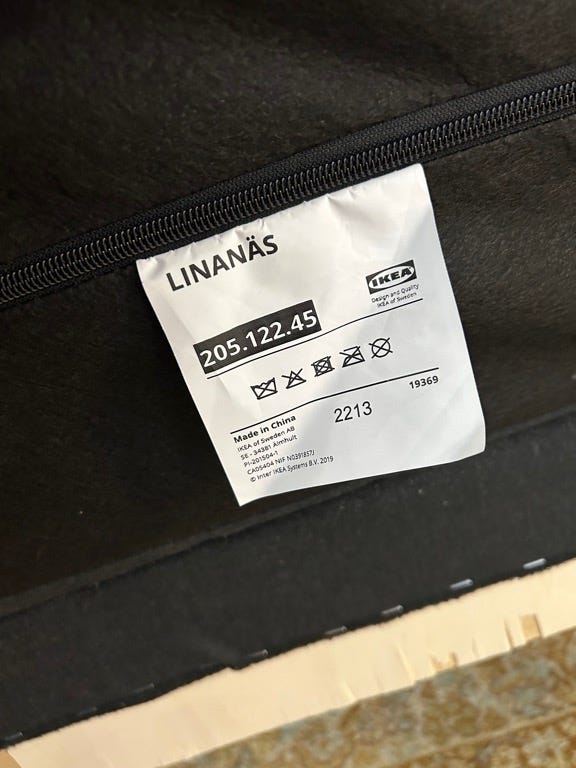 LINANÄS
IKEA
Design and Quality
IKEA of Sweden
205.122.45
19369
2213
Made in China
IKEA of Sweden AB
SE - 34381 Älmhult
PI-201504-1
CA05404 NIF N0391857J
© Inter IKEA Systems B.V. 2019